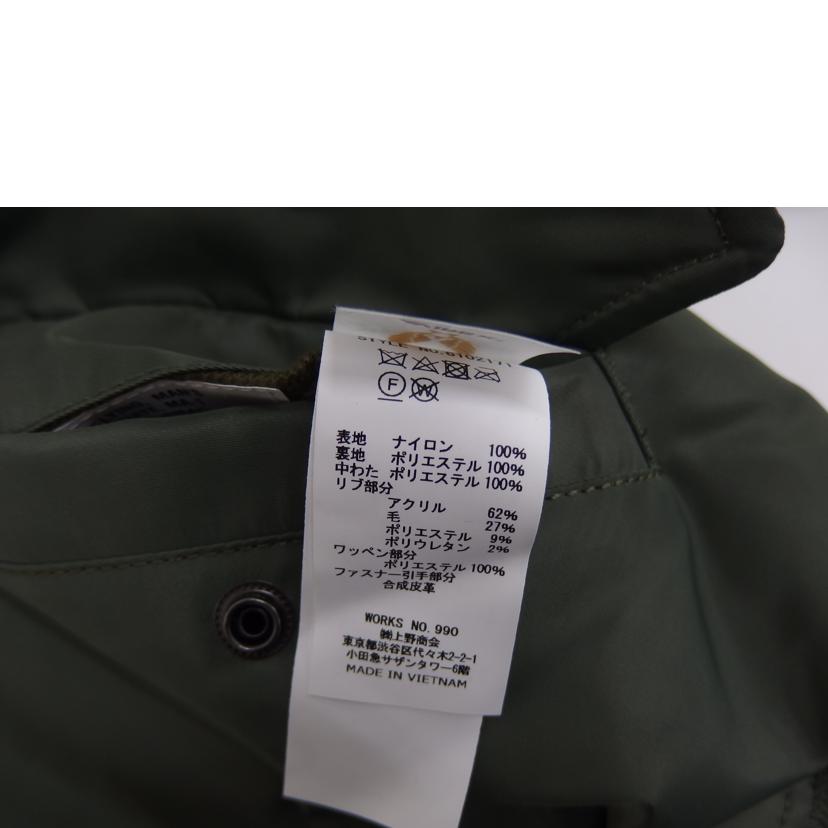 STYLE NO.6102171
F W
表地 ナイロン 100%
裏地 ポリエステル 100%
中わた ポリエステル 100%
リブ部分
アクリル 62%
毛 27%
ポリエステル 9%
ポリウレタン 2%
ワッペン部分
ポリエステル 100%
ファスナー引手部分
合成皮革
WORKS NO.990
㈱上野商会
東京都渋谷区代々木2-2-1
小田急サザンタワー6階
MADE IN VIETNAM